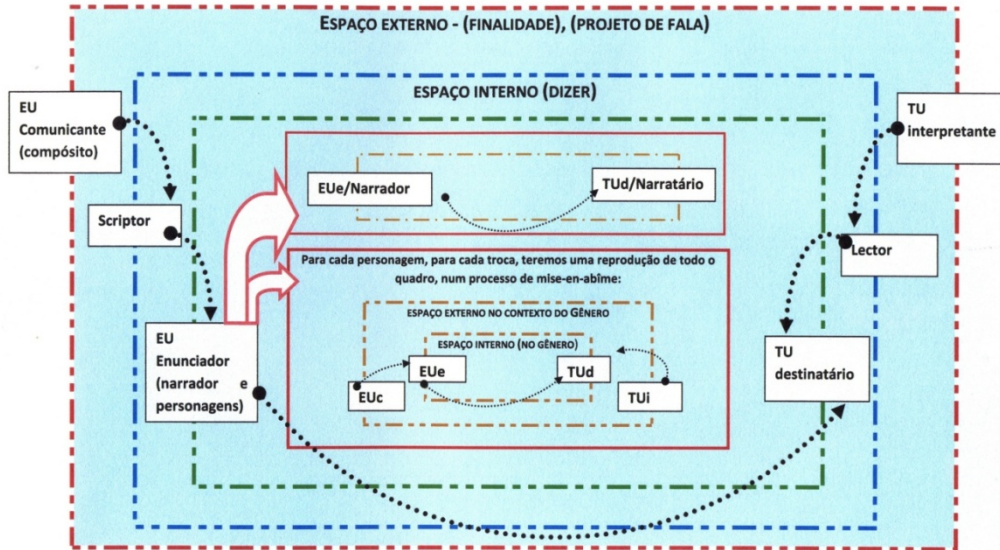 ESPAÇO EXTERNO - (FINALIDADE), (PROJETO DE FALA)
ESPAÇO INTERNO (DIZER)
EU
Comunicante
(compósito)
TU
interpretante
EUe/Narrador
TUd/Narratário
Scriptor
Lector
Para cada personagem, para cada troca, teremos uma reprodução de todo o
quadro, num processo de mise-en-abîme:
ESPAÇO EXTERNO NO CONTEXTO DO GÊNERO
ESPAÇO INTERNO (NO GÊNERO)
EUe
TUd
EUc
TUi
EU
Enunciador
(narrador e
personagens)
TU
destinatário